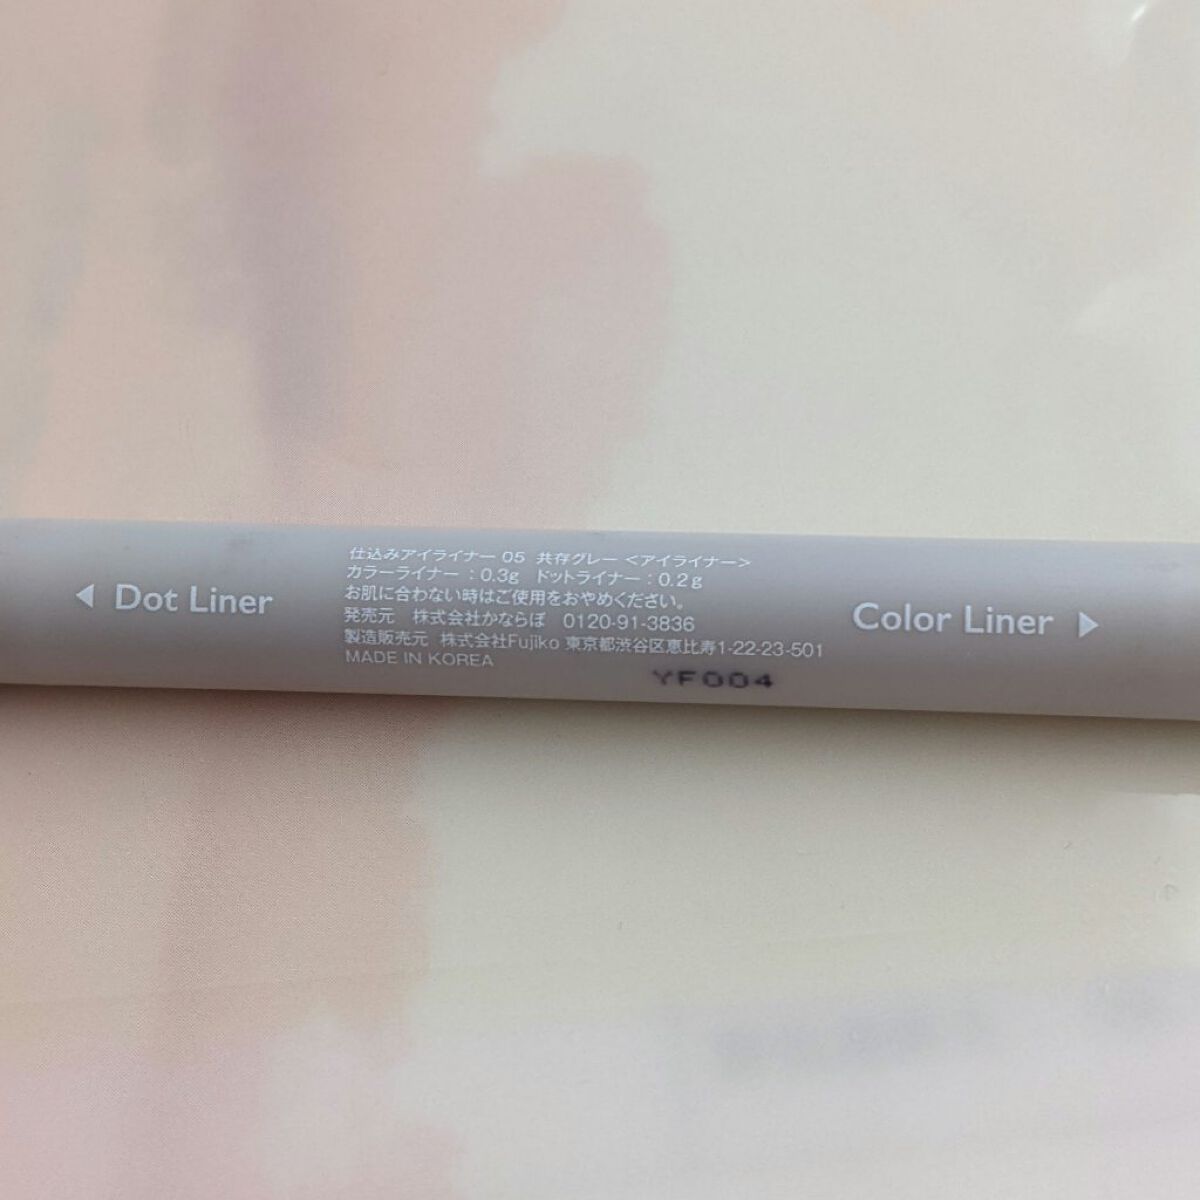 ◀ Dot Liner
仕込みアイライナー 05 共存グレー <アイライナー>
カラーライナー：0.3g ドットライナー：0.2g
お肌に合わない時はご使用をおやめください。
発売元 株式会社かならぼ 0120-91-3836
製造販売元 株式会社Fujiko 東京都渋谷区恵比寿1-22-23-501
MADE IN KOREA
YF004
Color Liner ▶